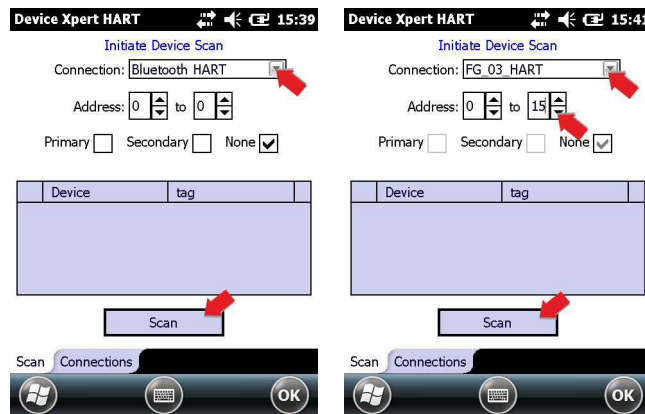 Device Xpert HART 15:39
Initiate Device Scan
Connection: Bluetooth HART
Address: 0 to 0
Primary Secondary None
Device tag
Scan
Scan Connections
OK
Device Xpert HART 15:41
Initiate Device Scan
Connection: FG_03_HART
Address: 0 to 15
Primary Secondary None
Device tag
Scan
Scan Connections
OK